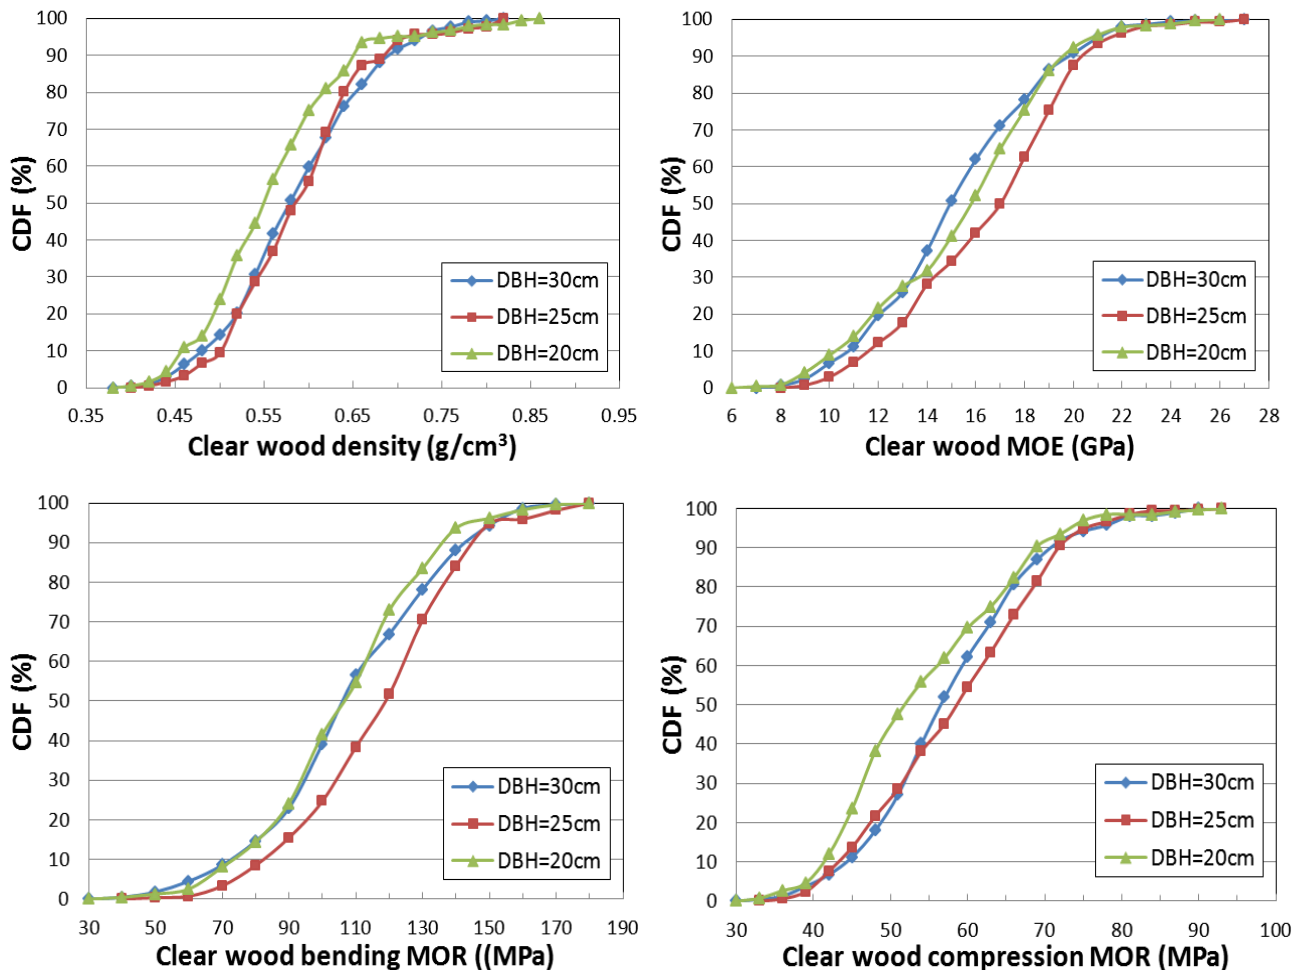 CDF (%)
100
90
80
70
60
50
40
30
20
10
0
DBH=30cm
DBH=25cm
DBH=20cm
0.35 0.45 0.55 0.65 0.75 0.85 0.95
Clear wood density (g/cm³)
CDF (%)
100
90
80
70
60
50
40
30
20
10
0
DBH=30cm
DBH=25cm
DBH=20cm
6 8 10 12 14 16 18 20 22 24 26 28
Clear wood MOE (GPa)
CDF (%)
100
90
80
70
60
50
40
30
20
10
0
DBH=30cm
DBH=25cm
DBH=20cm
30 50 70 90 110 130 150 170 190
Clear wood bending MOR ((MPa)
CDF (%)
100
90
80
70
60
50
40
30
20
10
0
DBH=30cm
DBH=25cm
DBH=20cm
30 40 50 60 70 80 90 100
Clear wood compression MOR (MPa)